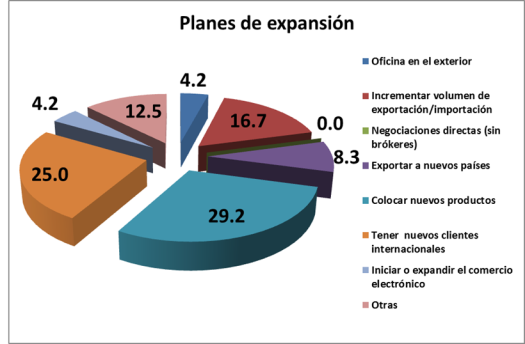 Planes de expansión
4.2
16.7
0.0
8.3
29.2
25.0
4.2
12.5
Oficina en el exterior
Incrementar volumen de
exportación/importación
Negociaciones directas (sin
brókeres)
Exportar a nuevos países
Colocar nuevos productos
Tener nuevos clientes
internacionales
Iniciar o expandir el comercio
electrónico
Otras